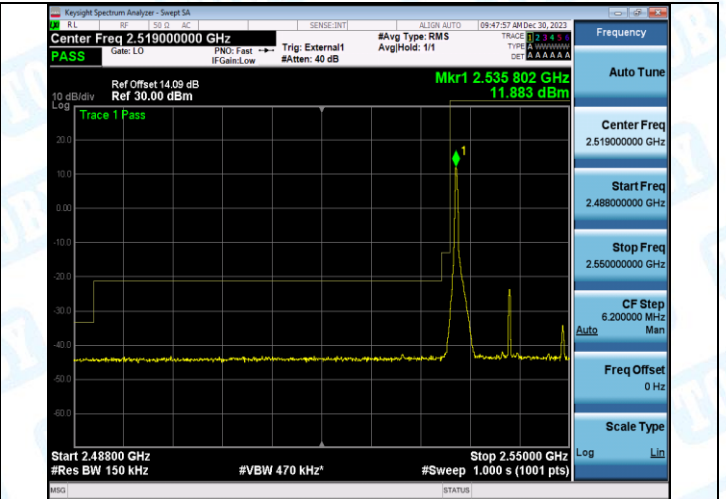 Keysight Spectrum Analyzer - Swept SA
RL RF 50 Ω AC SENSE:INT ALIGN AUTO 09:47:57 AM Dec 30, 2023
Center Freq 2.519000000 GHz
#Avg Type: RMS
TRACE 1 2 3 4 5 6
PASS
Gate: LO
PNO: Fast
Trig: External1
Avg|Hold: 1/1
TYPE A WWWWW
IFGain:Low
#Atten: 40 dB
DET A A A A A A
Mkr1 2.535 802 GHz
11.883 dBm
Ref Offset 14.09 dB
10 dB/div Ref 30.00 dBm
Log
Trace 1 Pass
1
20.0
10.0
0.00
-10.0
-20.0
-30.0
-40.0
-50.0
-60.0
Start 2.48800 GHz
Stop 2.55000 GHz
#Res BW 150 kHz
#VBW 470 kHz*
#Sweep 1.000 s (1001 pts)
MSG
STATUS
Frequency
Auto Tune
Center Freq
2.519000000 GHz
Start Freq
2.488000000 GHz
Stop Freq
2.550000000 GHz
CF Step
6.200000 MHz
Auto Man
Freq Offset
0 Hz
Scale Type
Log Lin